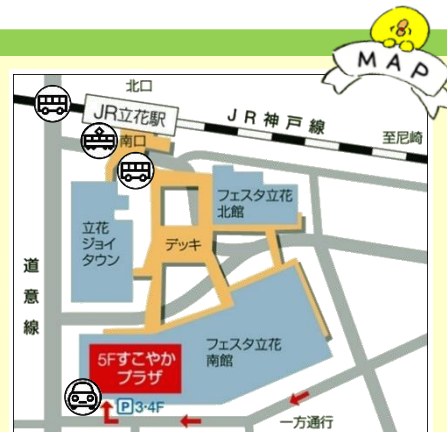 MAP
北口
JR立花駅
JR神戸線
南口
至尼崎
フェスタ立花
北館
立花
ジョイ
タウン
デッキ
道意線
フェスタ立花
南館
5Fすこやか
プラザ
P3・4F
一方通行